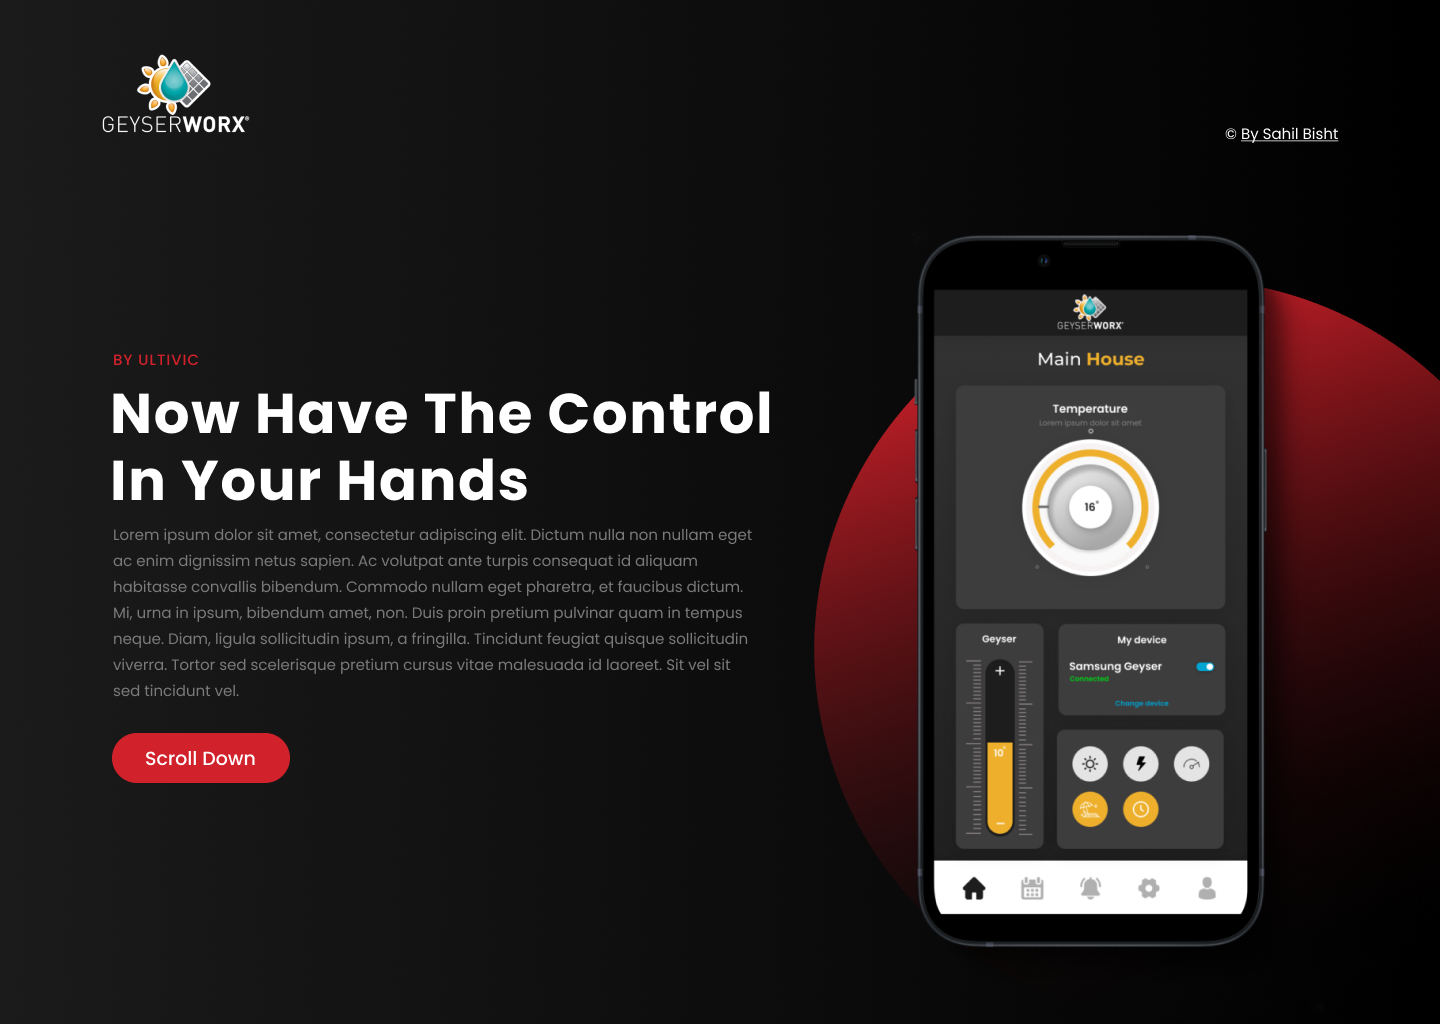 GEYSERWORX®
© By Sahil Bisht
BY ULTIVIC
Now Have The Control
In Your Hands
Lorem ipsum dolor sit amet, consectetur adipiscing elit. Dictum nulla non nullam eget
ac enim dignissim netus sapien. Ac volutpat ante turpis consequat id aliquam
habitasse convallis bibendum. Commodo nullam eget pharetra, et faucibus dictum.
Mi, urna in ipsum, bibendum amet, non. Duis proin pretium pulvinar quam in tempus
neque. Diam, ligula sollicitudin ipsum, a fringilla. Tincidunt feugiat quisque sollicitudin
viverra. Tortor sed scelerisque pretium cursus vitae malesuada id laoreet. Sit vel sit
sed tincidunt vel.
Scroll Down
GEYSERWORX®
Main House
Temperature
Lorem ipsum dolor sit amet
16°
Geyser
+
10°
−
My device
Samsung Geyser
Connected
Change device